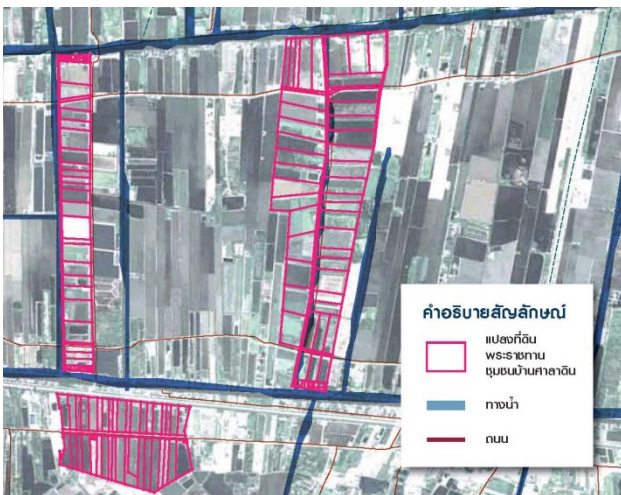 คำอธิบายสัญลักษณ์
แปลงที่ดิน
พระราชทาน
ชุมชนบ้านศาลาดิน
ทางน้ำ
ถนน